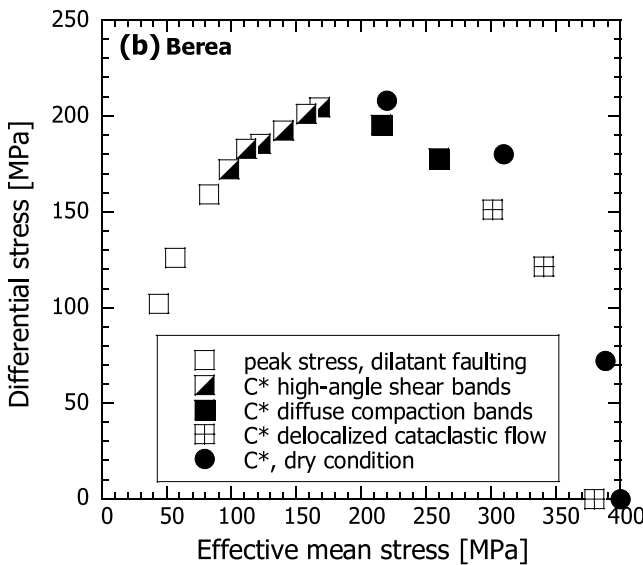 250
(b) Berea
200
150
100
50
0
Differential stress [MPa]
peak stress, dilatant faulting
C* high-angle shear bands
C* diffuse compaction bands
C* delocalized cataclastic flow
C*, dry condition
0 50 100 150 200 250 300 350 400
Effective mean stress [MPa]